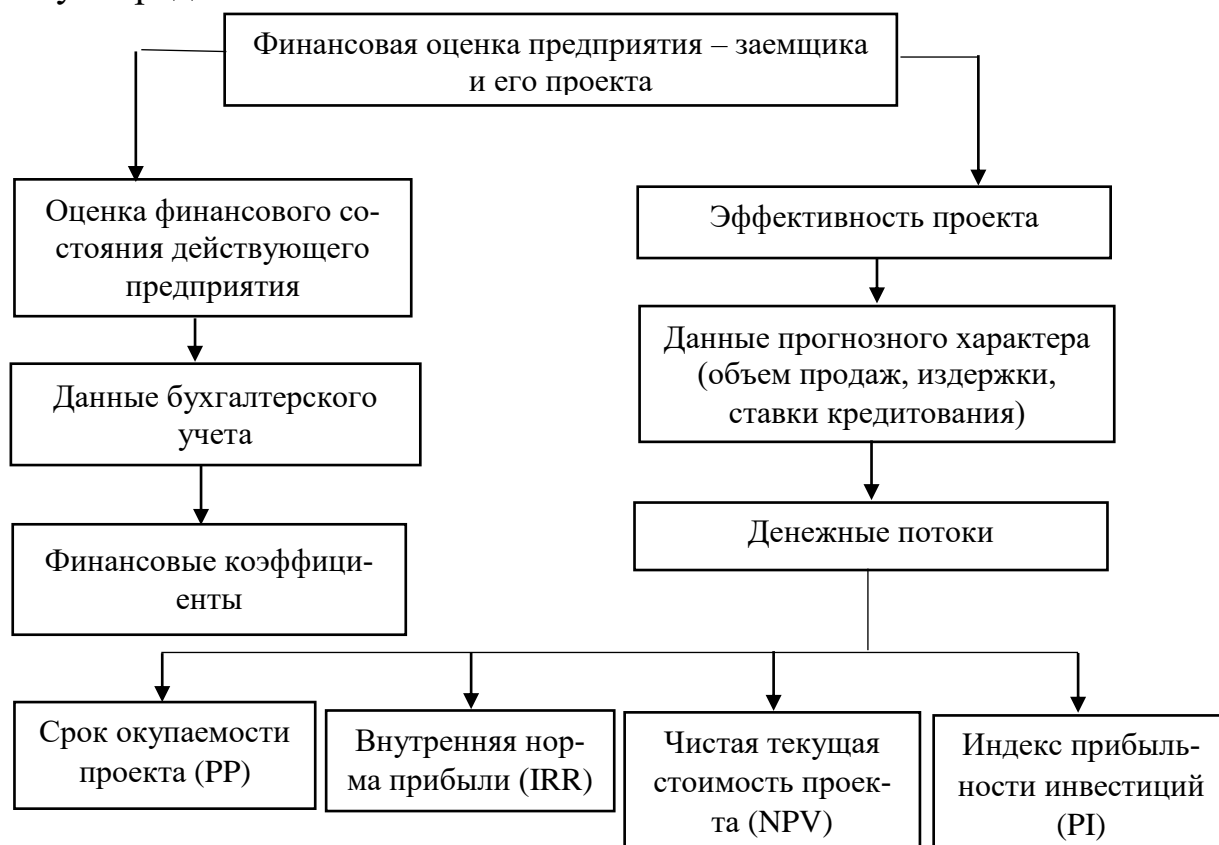 Финансовая оценка предприятия – заемщика
и его проекта
Оценка финансового со-
стояния действующего
предприятия
Эффективность проекта
Данные прогнозного характера
(объем продаж, издержки,
ставки кредитования)
Данные бухгалтерского
учета
Денежные потоки
Финансовые коэффици-
енты
Срок окупаемости
проекта (PP)
Внутренняя нор-
ма прибыли (IRR)
Чистая текущая
стоимость проек-
та (NPV)
Индекс прибыль-
ности инвестиций
(PI)